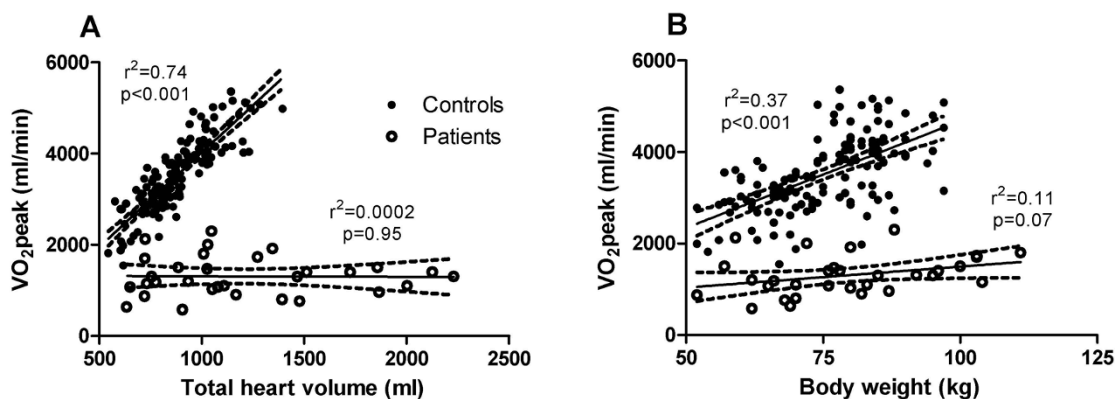 A
6000
4000
2000
0
VO₂peak (ml/min)
r²=0.74
p<0.001
Controls
Patients
r²=0.0002
p=0.95
500 1000 1500 2000 2500
Total heart volume (ml)
B
6000
4000
2000
0
VO₂peak (ml/min)
r²=0.37
p<0.001
r²=0.11
p=0.07
50 75 100 125
Body weight (kg)